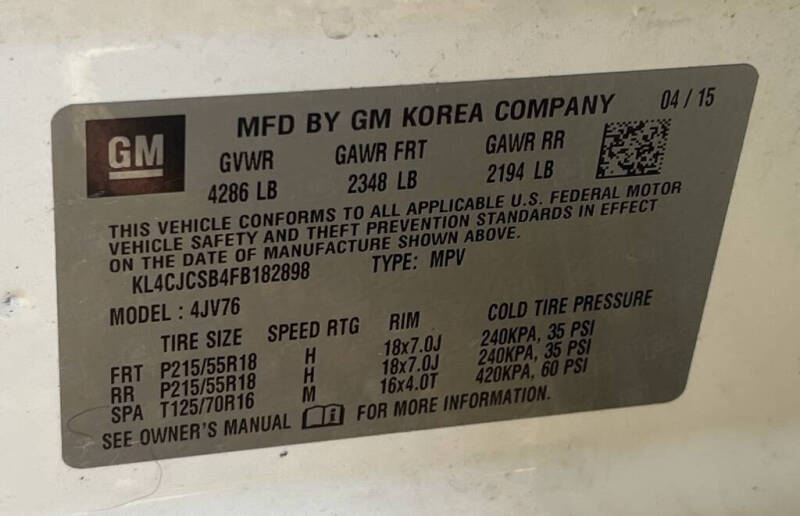 GM
MFD BY GM KOREA COMPANY 04 / 15
GVWR GAWR FRT GAWR RR
4286 LB 2348 LB 2194 LB
THIS VEHICLE CONFORMS TO ALL APPLICABLE U.S. FEDERAL MOTOR
VEHICLE SAFETY AND THEFT PREVENTION STANDARDS IN EFFECT
ON THE DATE OF MANUFACTURE SHOWN ABOVE.
KL4CJCSB4FB182898 TYPE: MPV
MODEL : 4JV76
TIRE SIZE SPEED RTG RIM COLD TIRE PRESSURE
FRT P215/55R18 H 18x7.0J 240KPA, 35 PSI
RR P215/55R18 H 18x7.0J 240KPA, 35 PSI
SPA T125/70R16 M 16x4.0T 420KPA, 60 PSI
SEE OWNER'S MANUAL i FOR MORE INFORMATION.